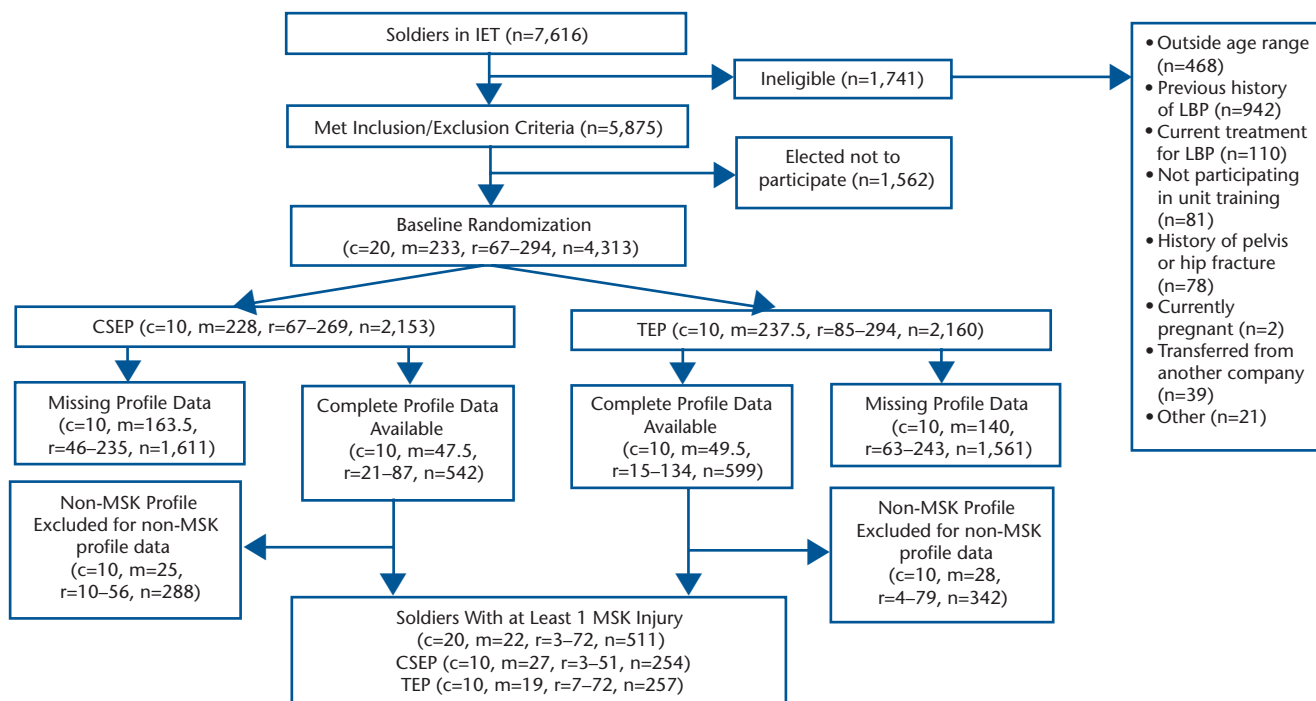 Soldiers in IET (n=7,616)
Ineligible (n=1,741)
• Outside age range
(n=468)
• Previous history
of LBP (n=942)
• Current treatment
for LBP (n=110)
• Not participating
in unit training
(n=81)
• History of pelvis
or hip fracture
(n=78)
• Currently
pregnant (n=2)
• Transferred from
another company
(n=39)
• Other (n=21)
Met Inclusion/Exclusion Criteria (n=5,875)
Elected not to
participate (n=1,562)
Baseline Randomization
(c=20, m=233, r=67–294, n=4,313)
CSEP (c=10, m=228, r=67–269, n=2,153)
TEP (c=10, m=237.5, r=85–294, n=2,160)
Missing Profile Data
(c=10, m=163.5,
r=46–235, n=1,611)
Complete Profile Data
Available
(c=10, m=47.5,
r=21–87, n=542)
Complete Profile Data
Available
(c=10, m=49.5,
r=15–134, n=599)
Missing Profile Data
(c=10, m=140,
r=63–243, n=1,561)
Non-MSK Profile
Excluded for non-MSK
profile data
(c=10, m=25,
r=10–56, n=288)
Non-MSK Profile
Excluded for non-MSK
profile data
(c=10, m=28,
r=4–79, n=342)
Soldiers With at Least 1 MSK Injury
(c=20, m=22, r=3–72, n=511)
CSEP (c=10, m=27, r=3–51, n=254)
TEP (c=10, m=19, r=7–72, n=257)